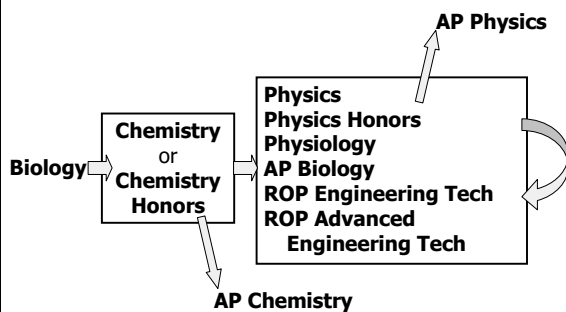 AP Physics
Physics
Physics Honors
Physiology
AP Biology
ROP Engineering Tech
ROP Advanced
Engineering Tech
Chemistry
or
Chemistry
Honors
Biology
AP Chemistry